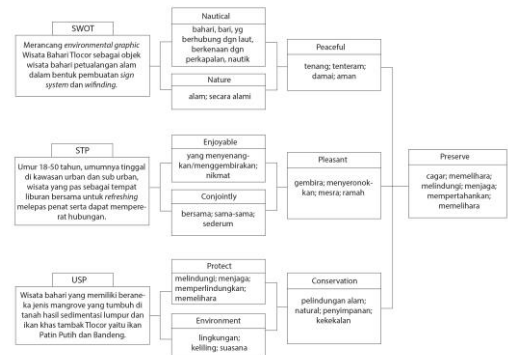 SWOT
Merancang environmental graphic
Wisata Bahari Tlocor sebagai objek
wisata bahari petualangan alam
dalam bentuk pembuatan sign
system dan wifinding.
Nautical
bahari, bari, yg
berhubung dgn laut,
berkenaan dgn
perkapalan, nautik
Nature
alam; secara alami
Peaceful
tenang; tenteram;
damai; aman
STP
Umur 18-50 tahun, umumnya tinggal
di kawasan urban dan sub urban,
wisata yang pas sebagai tempat
liburan bersama untuk refreshing
melepas penat serta dapat mempere-
rat hubungan.
Enjoyable
yang menyenang-
kan/menggembirakan;
nikmat
Conjointly
bersama; sama-sama;
sederum
Pleasant
gembira; menyeronok-
kan; mesra; ramah
Preserve
cagar; memelihara;
melindungi; menjaga;
mempertahankan;
memelihara
USP
Wisata bahari yang memiliki berane-
ka jenis mangrove yang tumbuh di
tanah hasil sedimentasi lumpur dan
ikan khas tambak Tlocor yaitu ikan
Patin Putih dan Bandeng.
Protect
melindungi; menjaga;
memperlindungkan;
memelihara
Environment
lingkungan;
keliling; suasana
Conservation
pelindungan alam;
natural; penyimpanan;
kekekalan